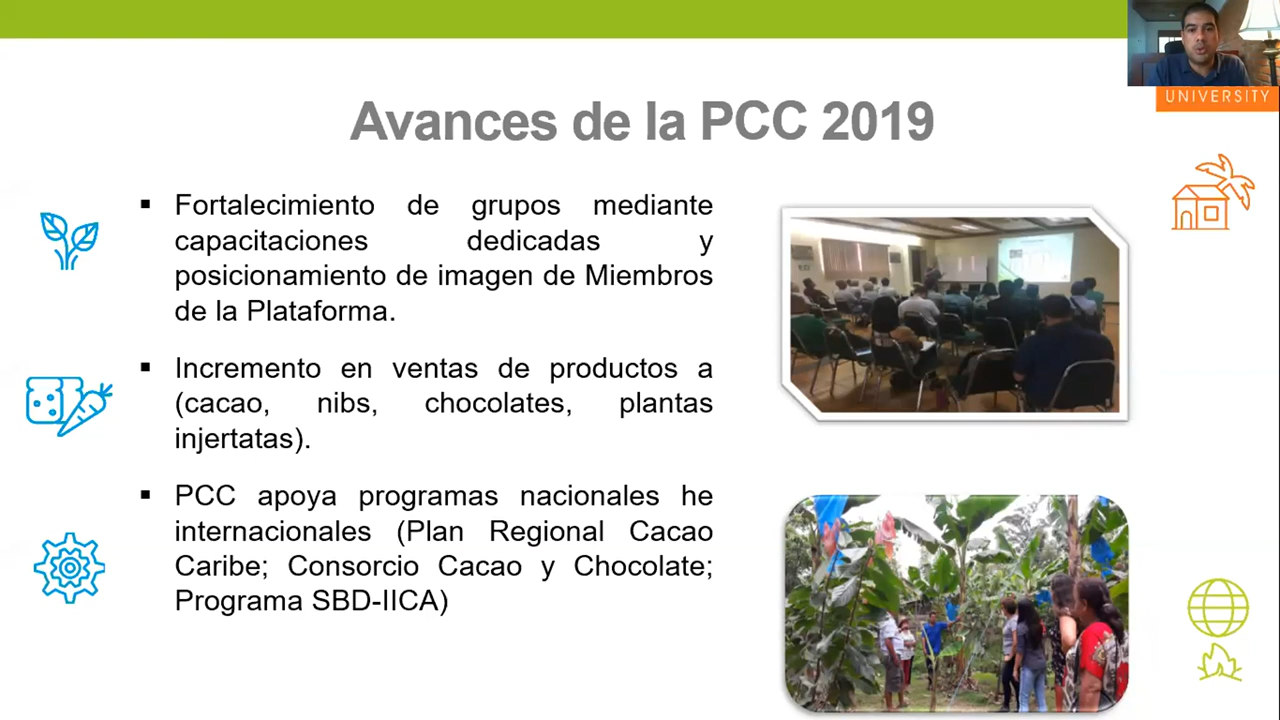 UNIVERSITY
Avances de la PCC 2019
▪ Fortalecimiento de grupos mediante
capacitaciones dedicadas y
posicionamiento de imagen de Miembros
de la Plataforma.
▪ Incremento en ventas de productos a
(cacao, nibs, chocolates, plantas
injertatas).
▪ PCC apoya programas nacionales he
internacionales (Plan Regional Cacao
Caribe; Consorcio Cacao y Chocolate;
Programa SBD-IICA)